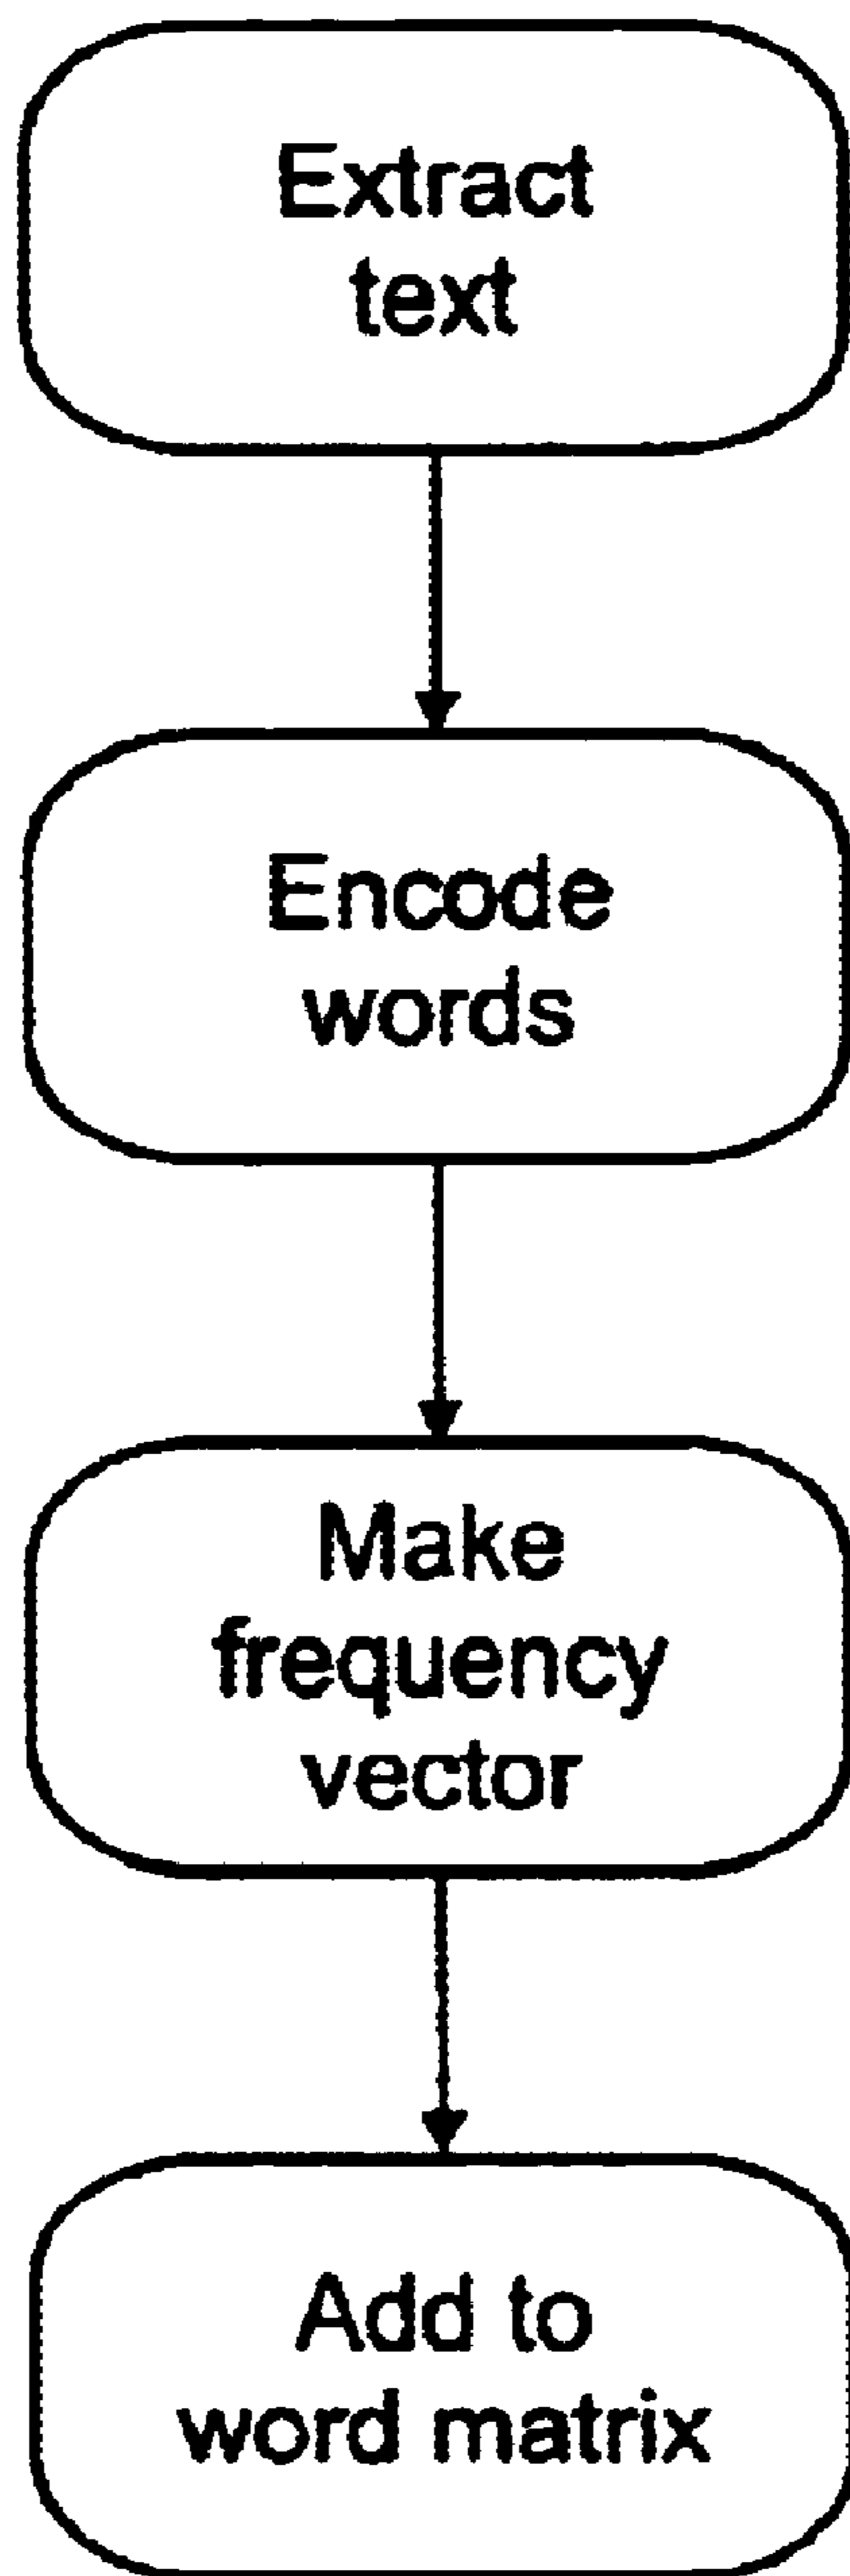 Extract
text
Encode
words
Make
frequency
vector
Add to
word matrix